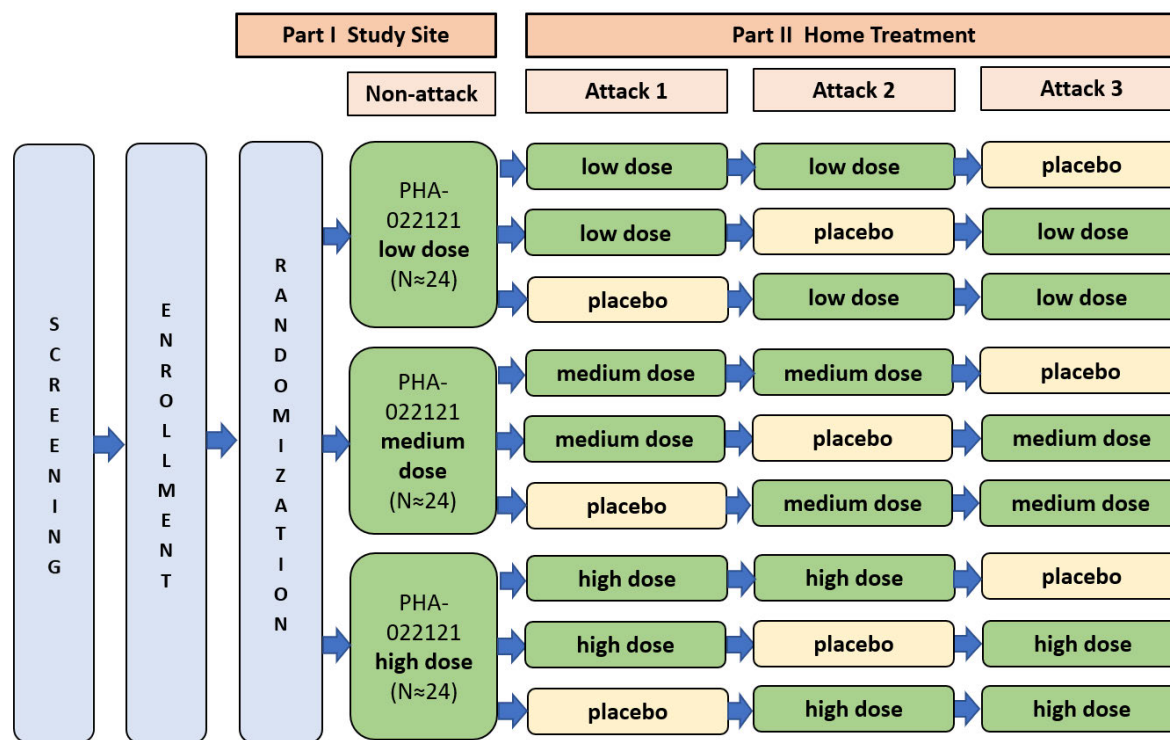 Part I Study Site
Part II Home Treatment
Non-attack
Attack 1
Attack 2
Attack 3
SCREENING
ENROLLMENT
RANDOMIZATION
PHA-
022121
low dose
(N≈24)
low dose
low dose
placebo
low dose
placebo
low dose
placebo
low dose
low dose
PHA-
022121
medium
dose
(N≈24)
medium dose
medium dose
placebo
medium dose
placebo
medium dose
placebo
medium dose
medium dose
PHA-
022121
high dose
(N≈24)
high dose
high dose
placebo
high dose
placebo
high dose
placebo
high dose
high dose